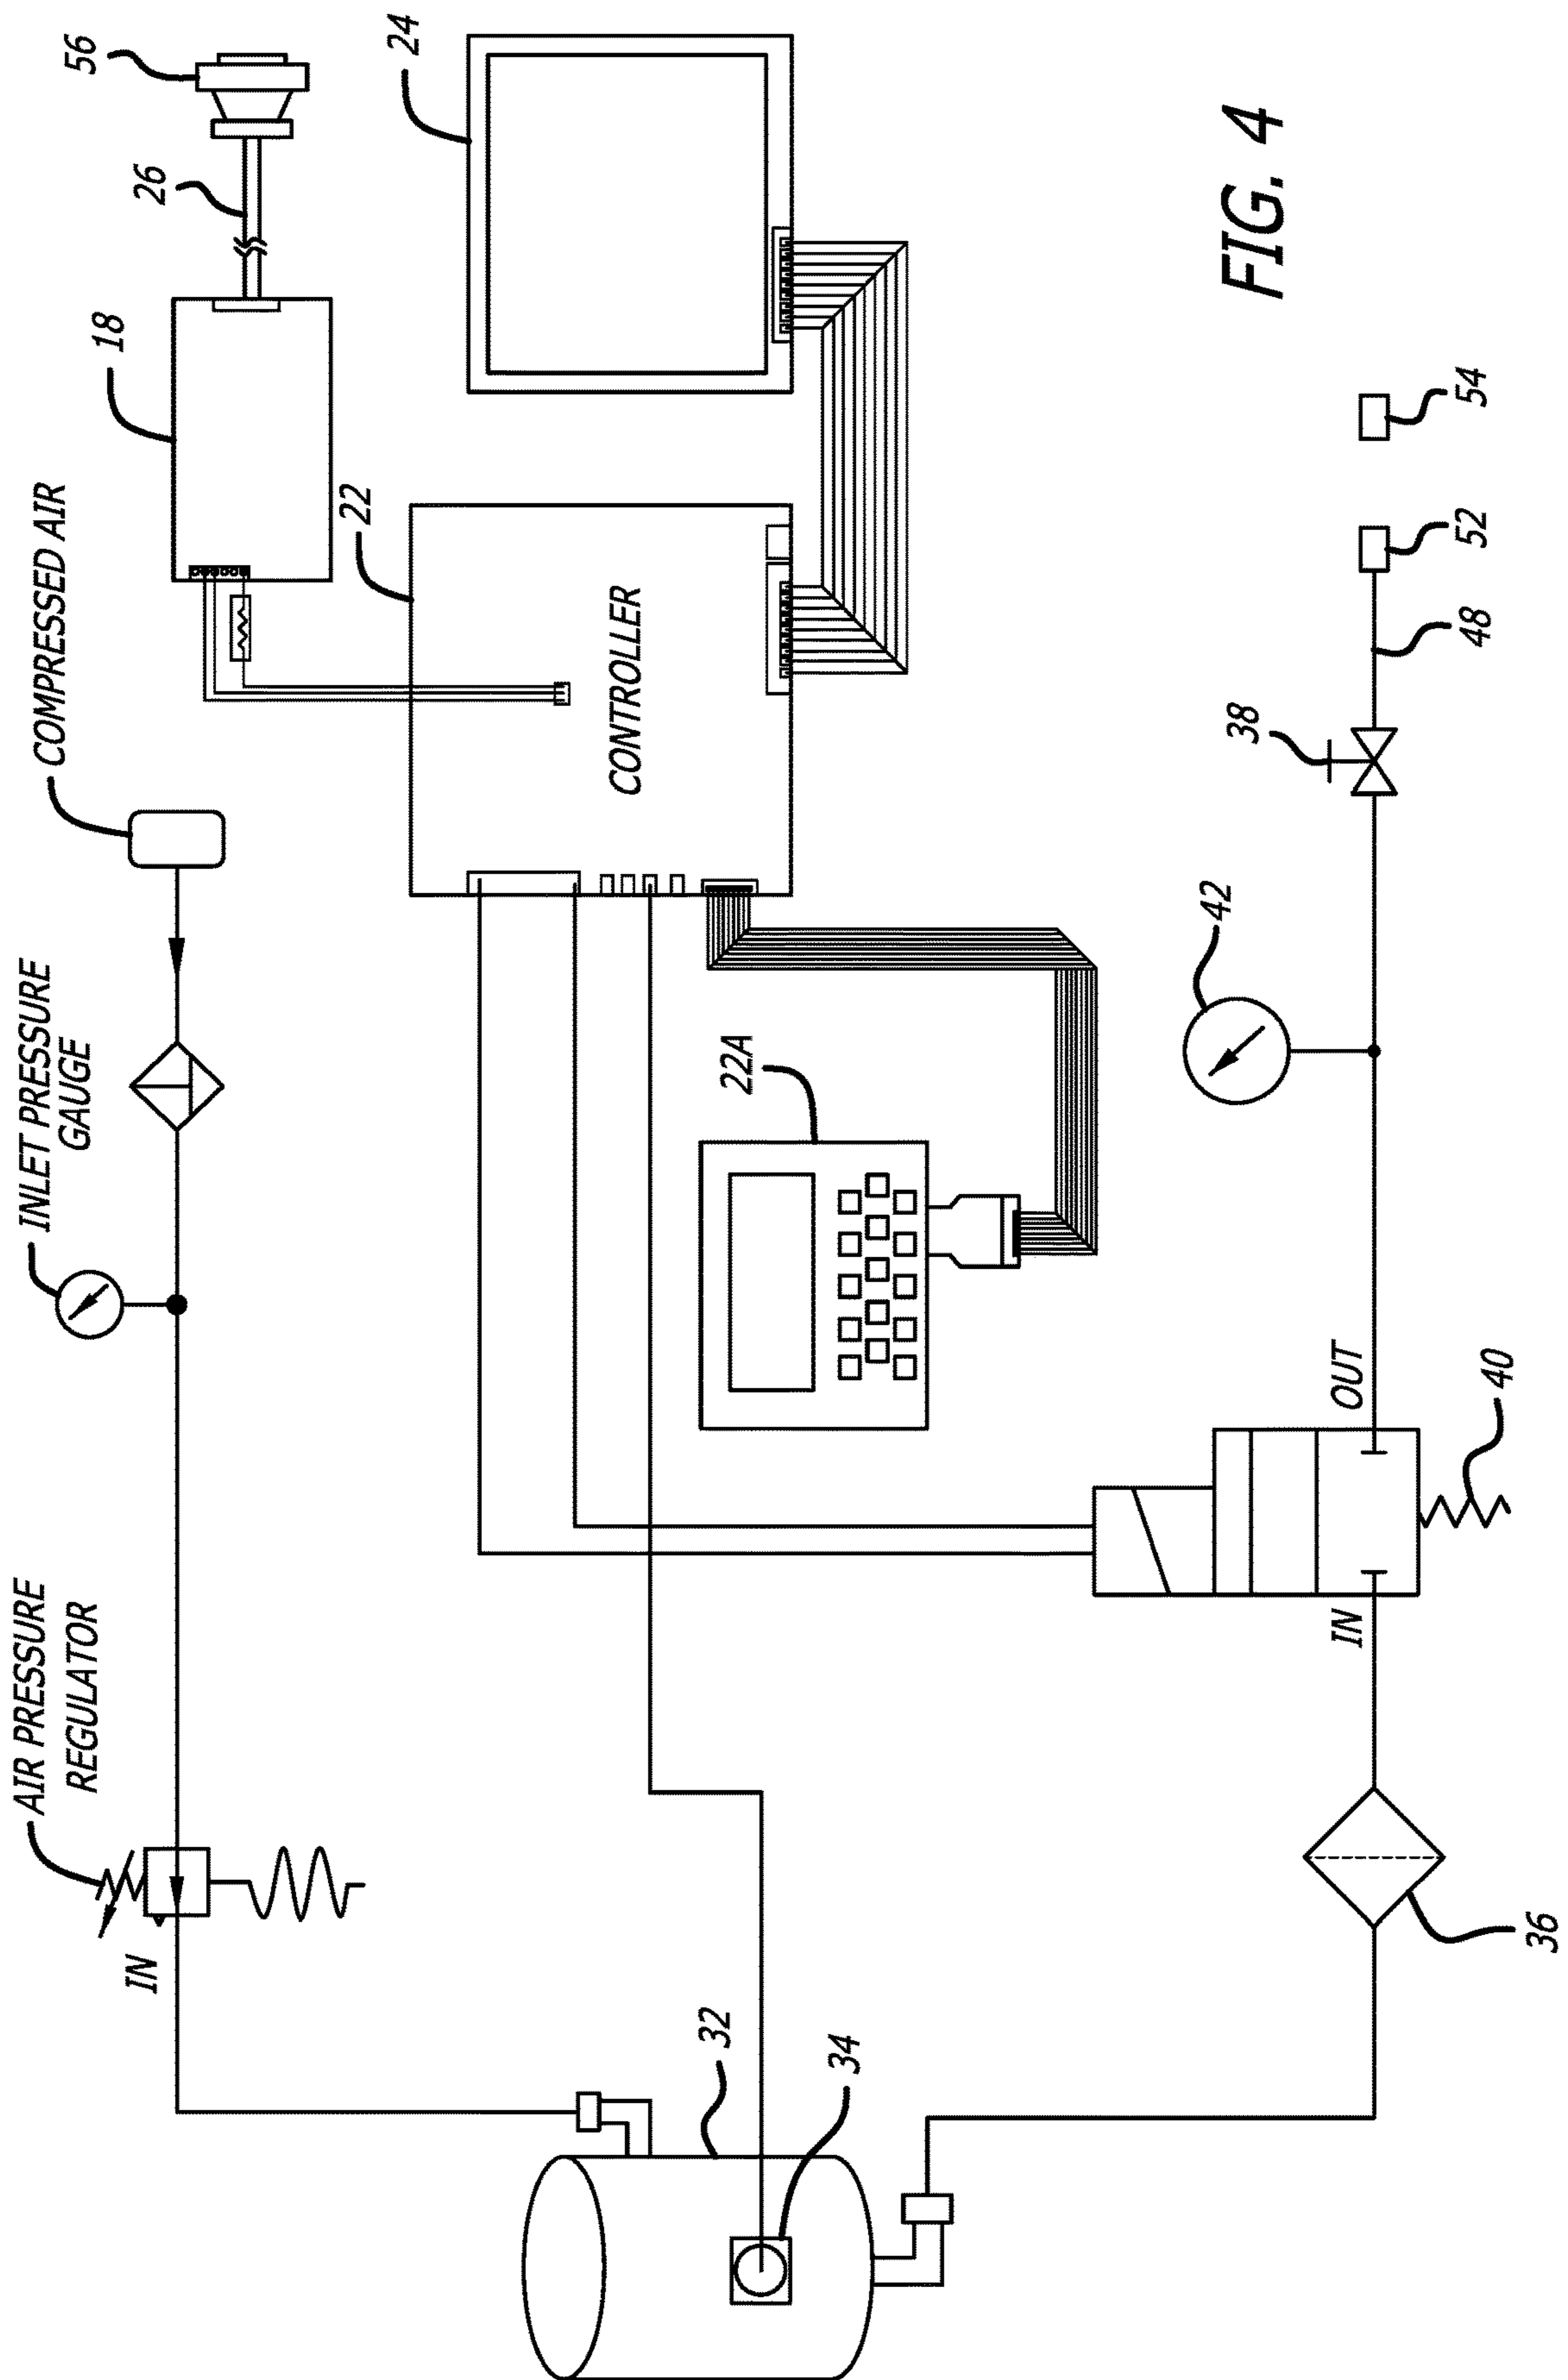 AIR PRESSURE
REGULATOR
INLET PRESSURE
GAUGE
COMPRESSED AIR
18
26
56
IN
22
24
CONTROLLER
32
34
22A
42
38
48
52
54
IN
OUT
36
40
FIG. 4